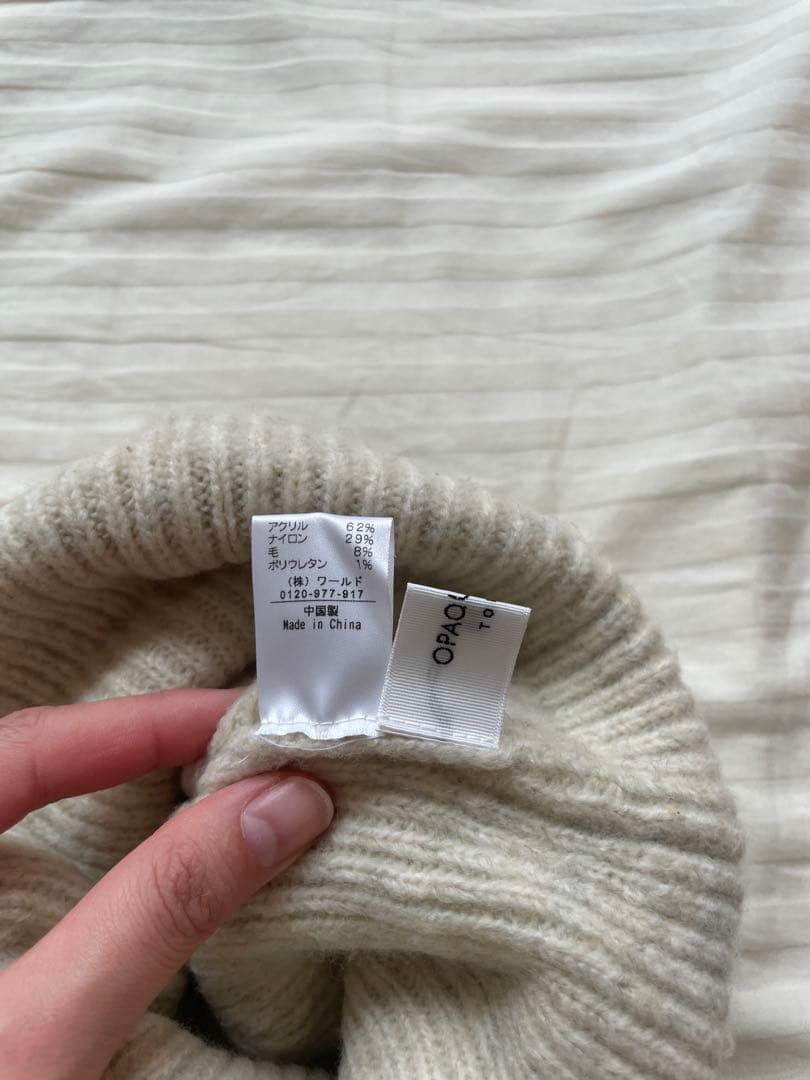 アクリル 62%
ナイロン 29%
毛 8%
ポリウレタン 1%
(株) ワールド
0120-977-917
中国製
Made in China